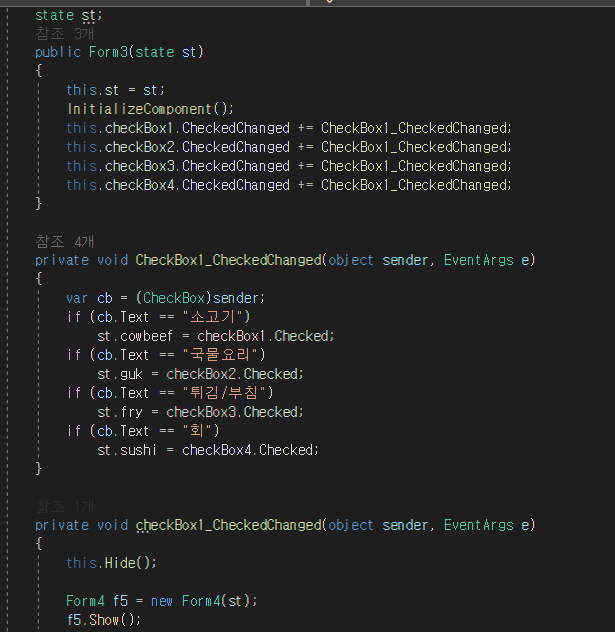 state st;
참조 3개
public Form3(state st)
{
this.st = st;
InitializeComponent();
this.checkBox1.CheckedChanged += CheckBox1_CheckedChanged;
this.checkBox2.CheckedChanged += CheckBox1_CheckedChanged;
this.checkBox3.CheckedChanged += CheckBox1_CheckedChanged;
this.checkBox4.CheckedChanged += CheckBox1_CheckedChanged;
}
참조 4개
private void CheckBox1_CheckedChanged(object sender, EventArgs e)
{
var cb = (CheckBox)sender;
if (cb.Text == "소고기")
st.cowbeef = checkBox1.Checked;
if (cb.Text == "국물요리")
st.guk = checkBox2.Checked;
if (cb.Text == "튀김/부침")
st.fry = checkBox3.Checked;
if (cb.Text == "회")
st.sushi = checkBox4.Checked;
}
참조 1개
private void checkBox1_CheckedChanged(object sender, EventArgs e)
{
this.Hide();
Form4 f5 = new Form4(st);
f5.Show();